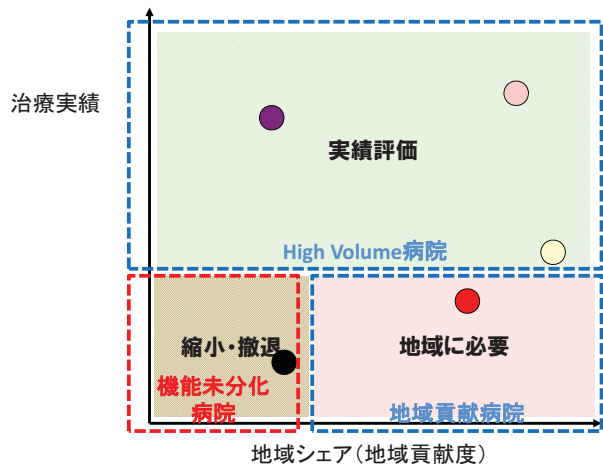 治療実績
実績評価
High Volume病院
縮小・撤退
地域に必要
機能未分化
病院
地域貢献病院
地域シェア(地域貢献度)